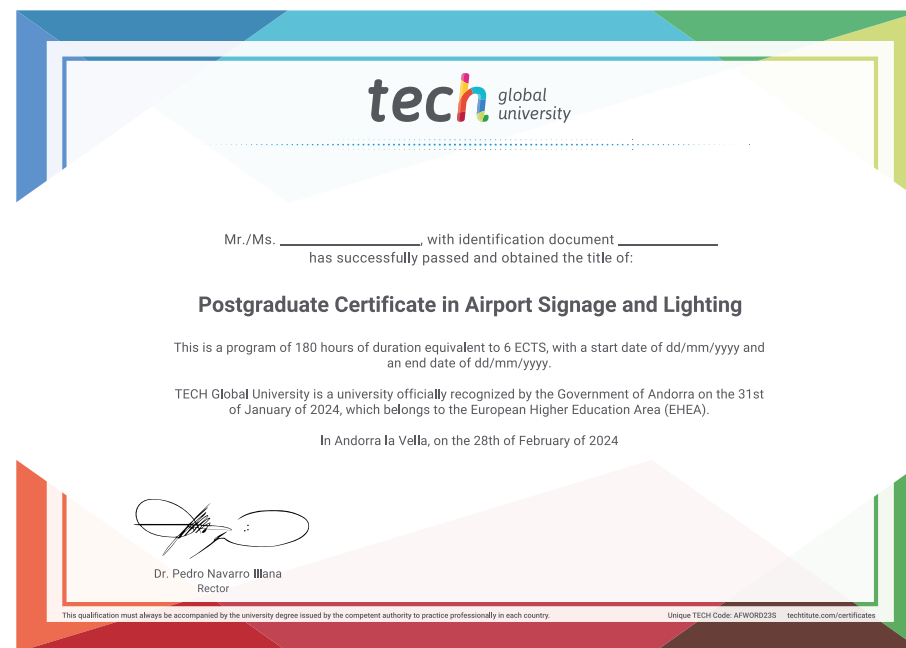 tech global university
Mr./Ms. ____________, with identification document ____________
has successfully passed and obtained the title of:
Postgraduate Certificate in Airport Signage and Lighting
This is a program of 180 hours of duration equivalent to 6 ECTS, with a start date of dd/mm/yyyy and
an end date of dd/mm/yyyy.
TECH Global University is a university officially recognized by the Government of Andorra on the 31st
of January of 2024, which belongs to the European Higher Education Area (EHEA).
In Andorra la Vella, on the 28th of February of 2024
Dr. Pedro Navarro Illana
Rector
This qualification must always be accompanied by the university degree issued by the competent authority to practice professionally in each country.
Unique TECH Code: AFWORD23S techtitute.com/certificates